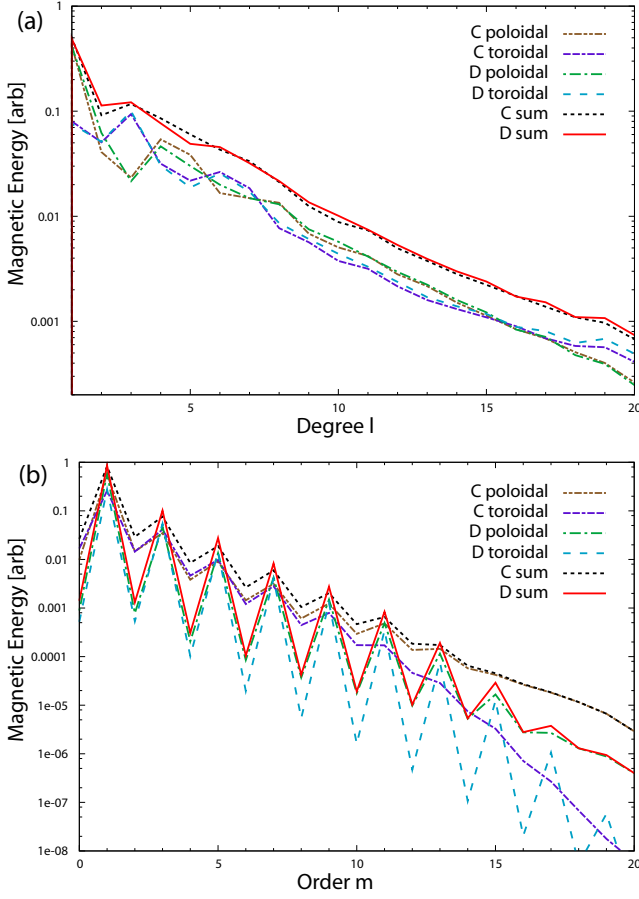 (a)
C poloidal
C toroidal
D poloidal
D toroidal
C sum
D sum
Magnetic Energy [arb]
1
0.1
0.01
0.001
5
10
15
20
Degree l
(b)
C poloidal
C toroidal
D poloidal
D toroidal
C sum
D sum
Magnetic Energy [arb]
1
0.1
0.01
0.001
0.0001
1e-05
1e-06
1e-07
1e-08
0
5
10
15
20
Order m